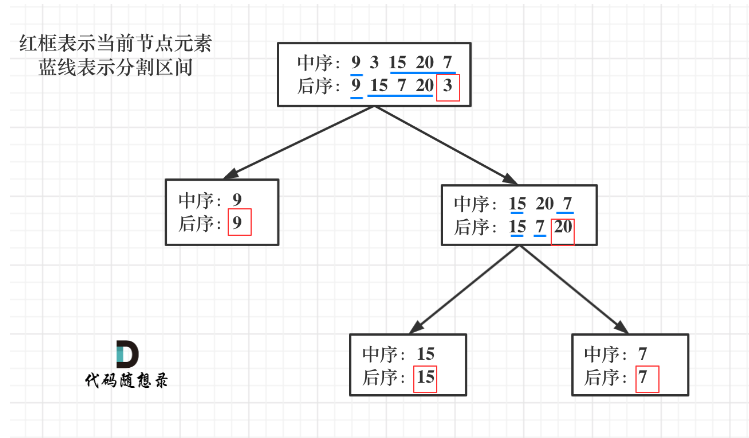 红框表示当前节点元素
蓝线表示分割区间
中序: 9 3 15 20 7
后序: 9 15 7 20 3
中序: 9
后序: 9
中序: 15 20 7
后序: 15 7 20
中序: 15
后序: 15
中序: 7
后序: 7
代码随想录